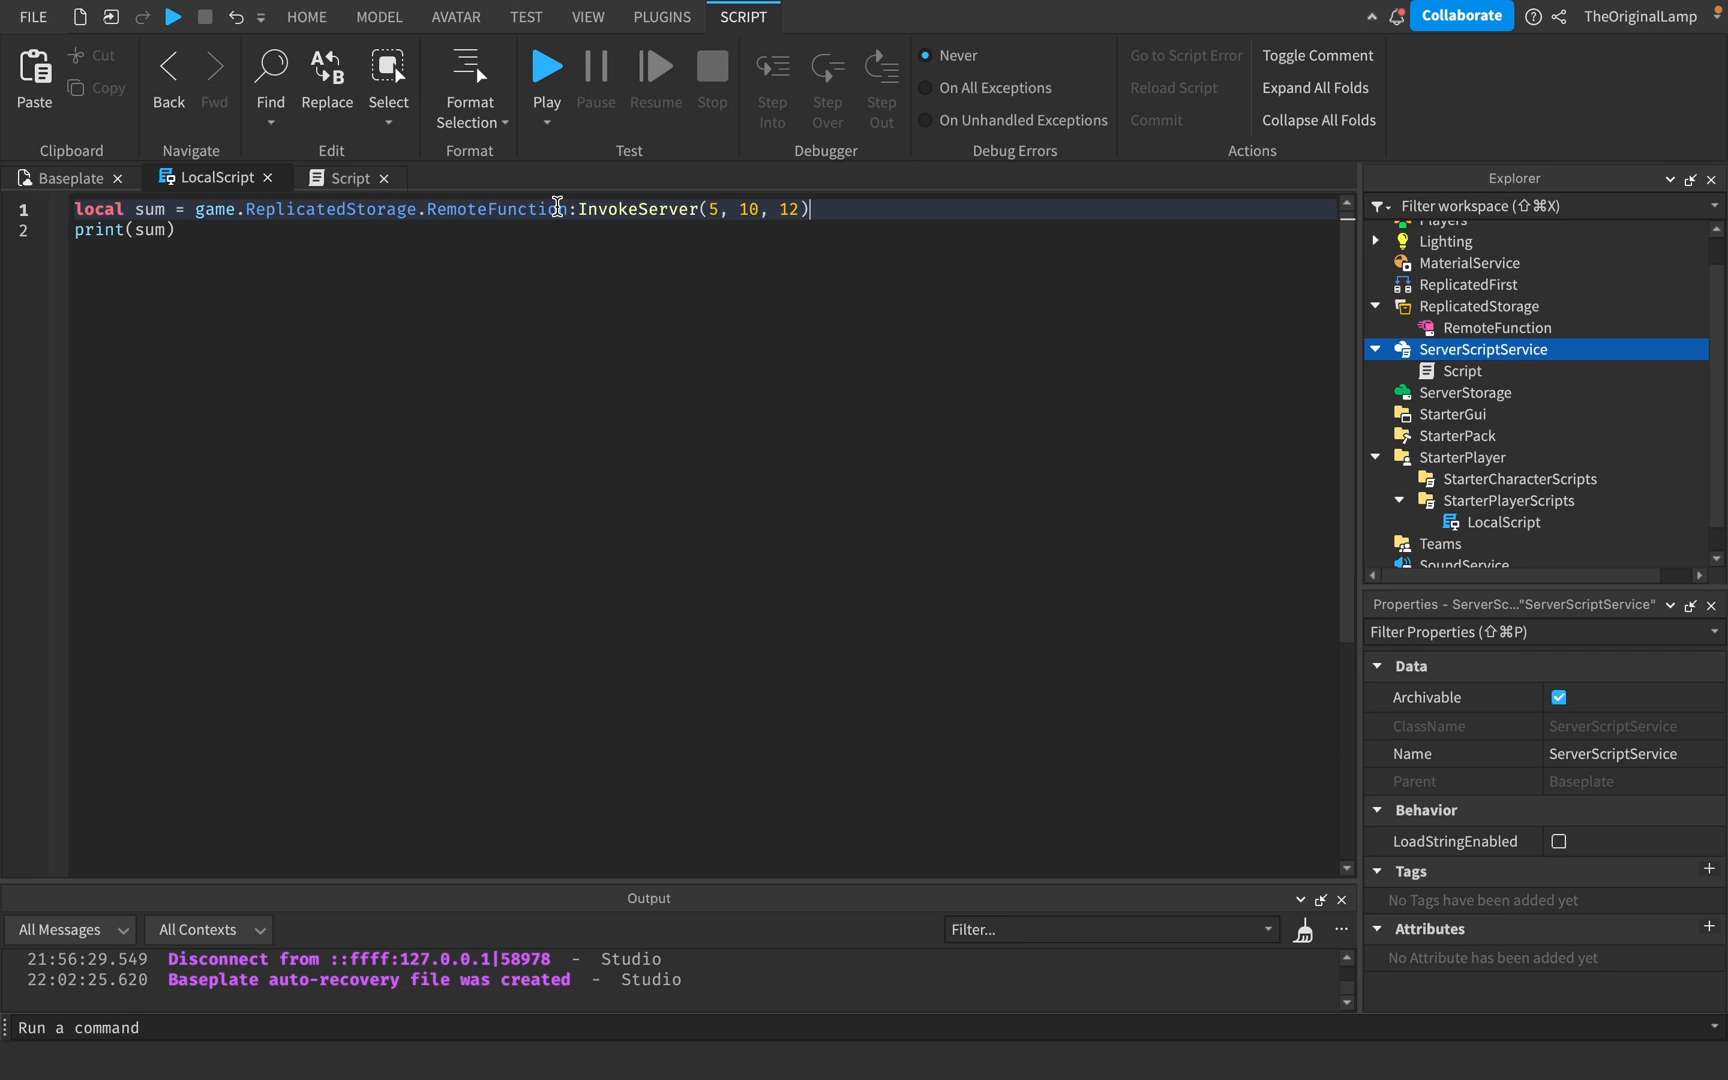 FILE HOME MODEL AVATAR TEST VIEW PLUGINS SCRIPT Collaborate TheOriginalLamp
Paste Cut Copy
Clipboard
Back Fwd
Navigate
Find Replace Select
Edit
Format Selection
Format
Play Pause Resume Stop
Test
Step Into Step Over Step Out
Debugger
Never
On All Exceptions
On Unhandled Exceptions
Debug Errors
Go to Script Error Toggle Comment
Reload Script Expand All Folds
Commit Collapse All Folds
Actions
Baseplate LocalScript Script
1 local sum = game.ReplicatedStorage.RemoteFunction:InvokeServer(5, 10, 12)
2 print(sum)
Explorer
Filter workspace (⇧⌘X)
Players
Lighting
MaterialService
ReplicatedFirst
ReplicatedStorage
RemoteFunction
ServerScriptService
Script
ServerStorage
StarterGui
StarterPack
StarterPlayer
StarterCharacterScripts
StarterPlayerScripts
LocalScript
Teams
SoundService
Properties - ServerSc..."ServerScriptService"
Filter Properties (⇧⌘P)
Data
Archivable
ClassName ServerScriptService
Name ServerScriptService
Parent Baseplate
Behavior
LoadStringEnabled
Tags
No Tags have been added yet
Attributes
No Attribute has been added yet
Output
All Messages All Contexts Filter...
21:56:29.549 Disconnect from ::ffff:127.0.0.1|58978 - Studio
22:02:25.620 Baseplate auto-recovery file was created - Studio
Run a command